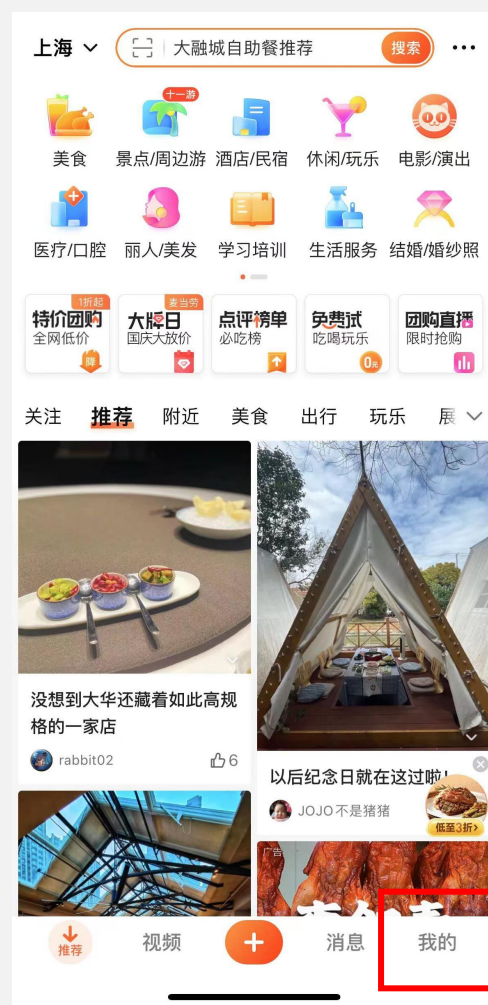 上海
大融城自助餐推荐
搜索
十一游
美食
景点/周边游
酒店/民宿
休闲/玩乐
电影/演出
医疗/口腔
丽人/美发
学习培训
生活服务
结婚/婚纱照
1折起
特价团购
全网低价
降
麦当劳
大牌日
国庆大放价
点评榜单
必吃榜
免费试
吃喝玩乐
0元
团购直播
限时抢购
关注
推荐
附近
美食
出行
玩乐
展
没想到大华还藏着如此高规
格的一家店
rabbit02
6
以后纪念日就在这过啦!
JOJO不是猪猪
低至3折>
广告
推荐
视频
消息
我的